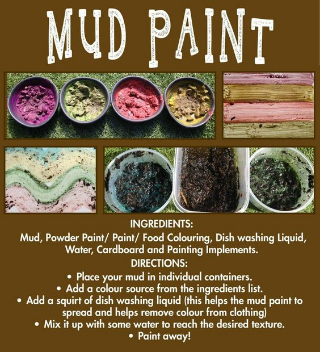 MUD PAINT
INGREDIENTS:
Mud, Powder Paint/ Paint/ Food Colouring, Dish washing Liquid,
Water, Cardboard and Painting Implements.
DIRECTIONS:
• Place your mud in individual containers.
• Add a colour source from the ingredients list.
• Add a squirt of dish washing liquid (this helps the mud paint to
spread and helps remove colour from clothing)
• Mix it up with some water to reach the desired texture.
• Paint away!